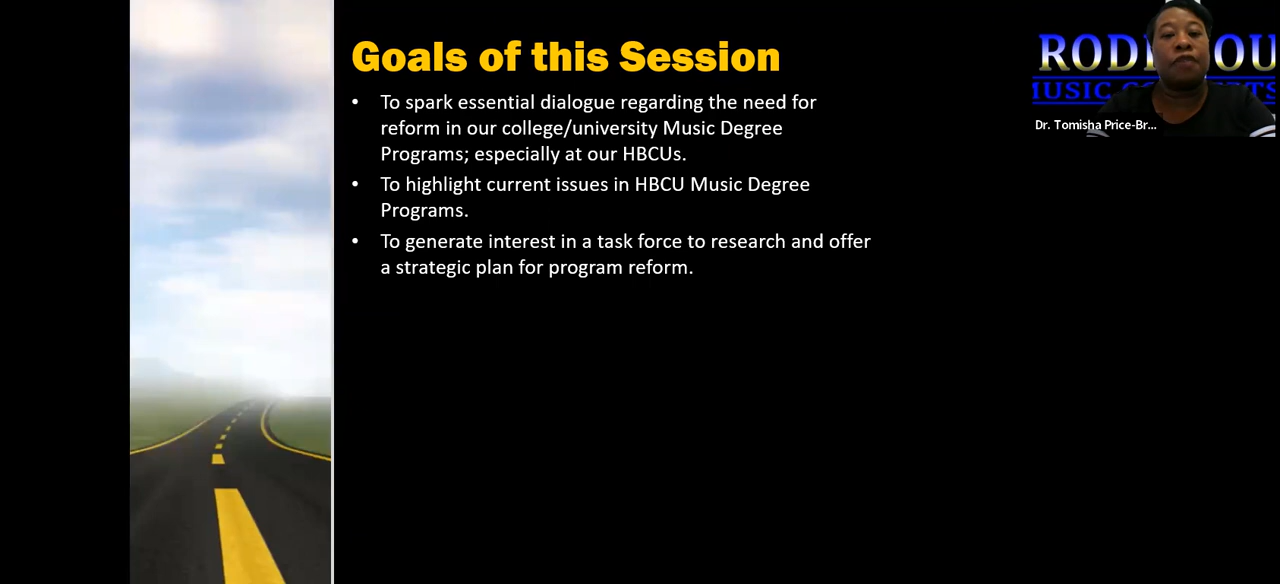 Goals of this Session
• To spark essential dialogue regarding the need for
reform in our college/university Music Degree
Programs; especially at our HBCUs.
• To highlight current issues in HBCU Music Degree
Programs.
• To generate interest in a task force to research and offer
a strategic plan for program reform.
Dr. Tomisha Price-Br...